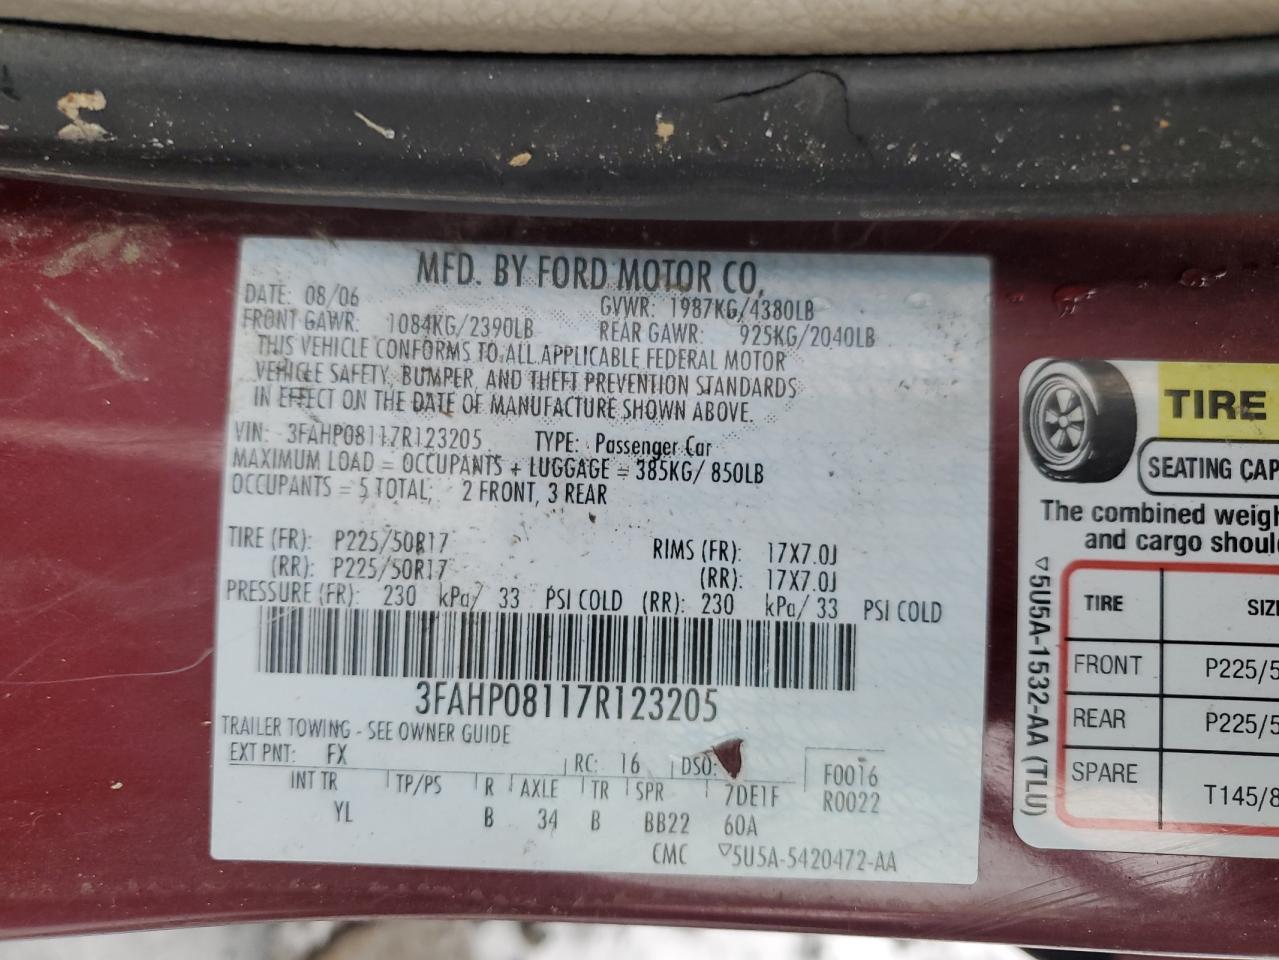 MFD. BY FORD MOTOR CO.
DATE: 08/06 GVWR: 1987KG/4380LB
FRONT GAWR: 1084KG/2390LB REAR GAWR: 925KG/2040LB
THIS VEHICLE CONFORMS TO ALL APPLICABLE FEDERAL MOTOR
VEHICLE SAFETY, BUMPER, AND THEFT PREVENTION STANDARDS
IN EFFECT ON THE DATE OF MANUFACTURE SHOWN ABOVE.
VIN: 3FAHP08117R123205 TYPE: Passenger Car
MAXIMUM LOAD = OCCUPANTS + LUGGAGE = 385KG/ 850LB
OCCUPANTS = 5 TOTAL, 2 FRONT, 3 REAR
TIRE (FR): P225/50R17 RIMS (FR): 17X7.0J
(RR): P225/50R17 (RR): 17X7.0J
PRESSURE (FR): 230 kPa/ 33 PSI COLD (RR): 230 kPa/ 33 PSI COLD
3FAHP08117R123205
TRAILER TOWING - SEE OWNER GUIDE
EXT PNT: FX RC: 16 DSO: F0016
INT TR TP/PS R AXLE TR SPR 7DE1F R0022
YL B 34 B BB22 60A
CMC ▽5U5A-5420472-AA
TIRE
SEATING CAP
The combined weigh
and cargo shoul
TIRE SIZ
FRONT P225/5
REAR P225/5
SPARE T145/8
▽5U5A-1532-AA (TLU)